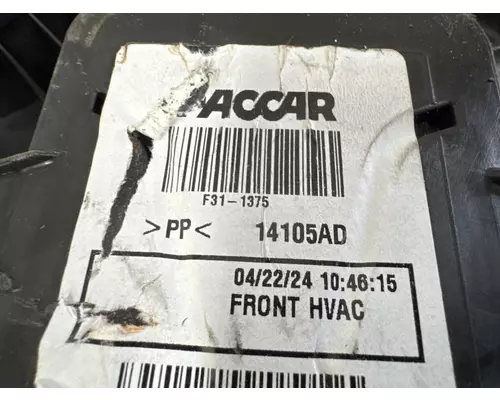 PACCAR
F31-1375
>PP< 14105AD
04/22/24 10:46:15
FRONT HVAC